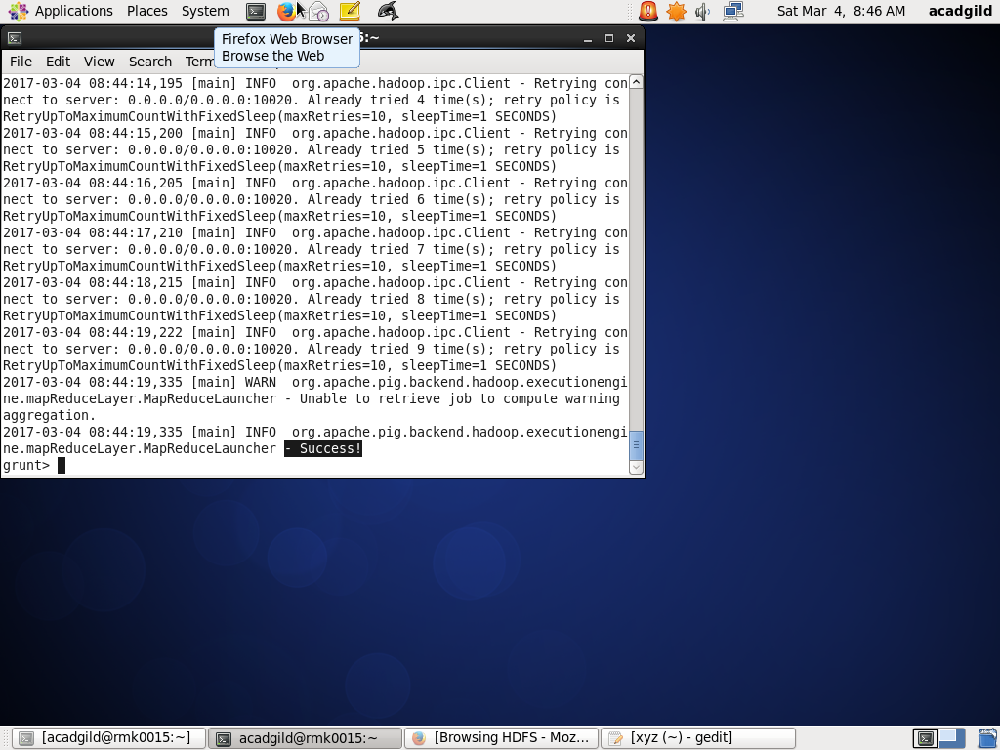 Applications Places System
Sat Mar 4, 8:46 AM acadgild
5:~
Firefox Web Browser
Browse the Web
File Edit View Search Term
2017-03-04 08:44:14,195 [main] INFO  org.apache.hadoop.ipc.Client - Retrying con
nect to server: 0.0.0.0/0.0.0.0:10020. Already tried 4 time(s); retry policy is
RetryUpToMaximumCountWithFixedSleep(maxRetries=10, sleepTime=1 SECONDS)
2017-03-04 08:44:15,200 [main] INFO  org.apache.hadoop.ipc.Client - Retrying con
nect to server: 0.0.0.0/0.0.0.0:10020. Already tried 5 time(s); retry policy is
RetryUpToMaximumCountWithFixedSleep(maxRetries=10, sleepTime=1 SECONDS)
2017-03-04 08:44:16,205 [main] INFO  org.apache.hadoop.ipc.Client - Retrying con
nect to server: 0.0.0.0/0.0.0.0:10020. Already tried 6 time(s); retry policy is
RetryUpToMaximumCountWithFixedSleep(maxRetries=10, sleepTime=1 SECONDS)
2017-03-04 08:44:17,210 [main] INFO  org.apache.hadoop.ipc.Client - Retrying con
nect to server: 0.0.0.0/0.0.0.0:10020. Already tried 7 time(s); retry policy is
RetryUpToMaximumCountWithFixedSleep(maxRetries=10, sleepTime=1 SECONDS)
2017-03-04 08:44:18,215 [main] INFO  org.apache.hadoop.ipc.Client - Retrying con
nect to server: 0.0.0.0/0.0.0.0:10020. Already tried 8 time(s); retry policy is
RetryUpToMaximumCountWithFixedSleep(maxRetries=10, sleepTime=1 SECONDS)
2017-03-04 08:44:19,222 [main] INFO  org.apache.hadoop.ipc.Client - Retrying con
nect to server: 0.0.0.0/0.0.0.0:10020. Already tried 9 time(s); retry policy is
RetryUpToMaximumCountWithFixedSleep(maxRetries=10, sleepTime=1 SECONDS)
2017-03-04 08:44:19,335 [main] WARN  org.apache.pig.backend.hadoop.executionengi
ne.mapReduceLayer.MapReduceLauncher - Unable to retrieve job to compute warning
aggregation.
2017-03-04 08:44:19,335 [main] INFO  org.apache.pig.backend.hadoop.executionengi
ne.mapReduceLayer.MapReduceLauncher - Success!
grunt>
[acadgild@rmk0015:~] acadgild@rmk0015:~ [Browsing HDFS - Moz... [xyz (~) - gedit]